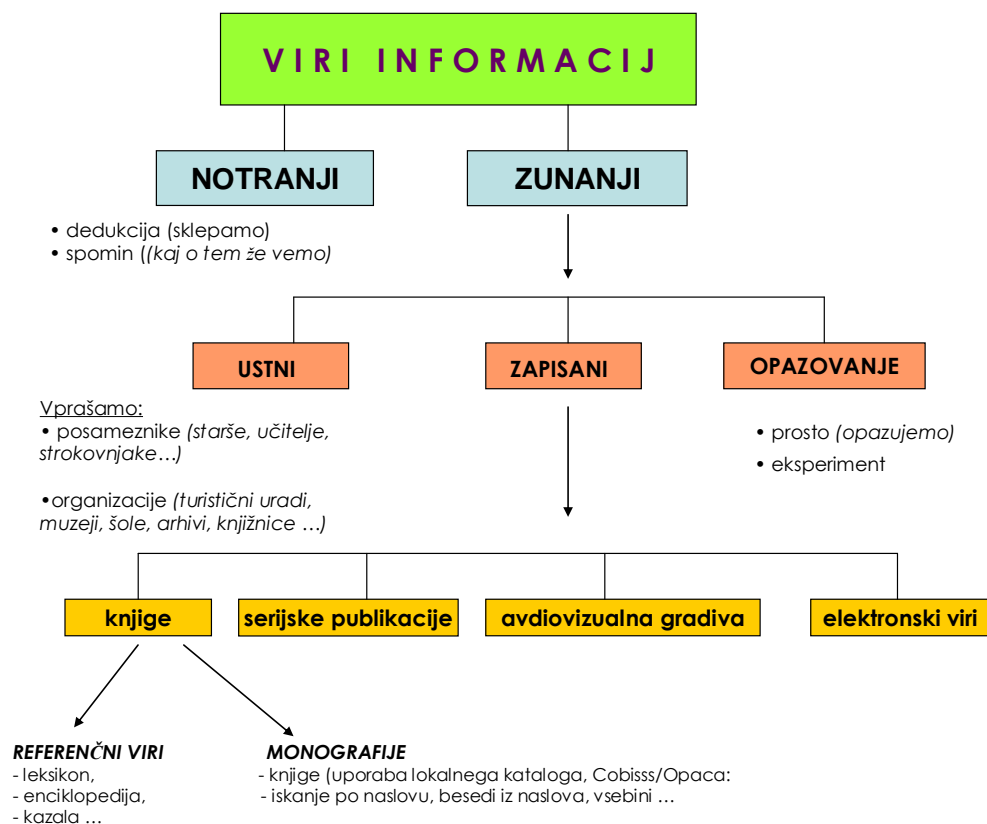 VIRI INFORMACIJ
NOTRANJI
ZUNANJI
• dedukcija (sklepamo)
• spomin ((kaj o tem že vemo)
USTNI
ZAPISANI
OPAZOVANJE
Vprašamo:
• posameznike (starše, učitelje,
strokovnjake…)
•organizacije (turistični uradi,
muzeji, šole, arhivi, knjižnice …)
• prosto (opazujemo)
• eksperiment
knjige
serijske publikacije
avdiovizualna gradiva
elektronski viri
REFERENČNI VIRI
- leksikon,
- enciklopedija,
- kazala …
MONOGRAFIJE
- knjige (uporaba lokalnega kataloga, Cobisss/Opaca:
- iskanje po naslovu, besedi iz naslova, vsebini …